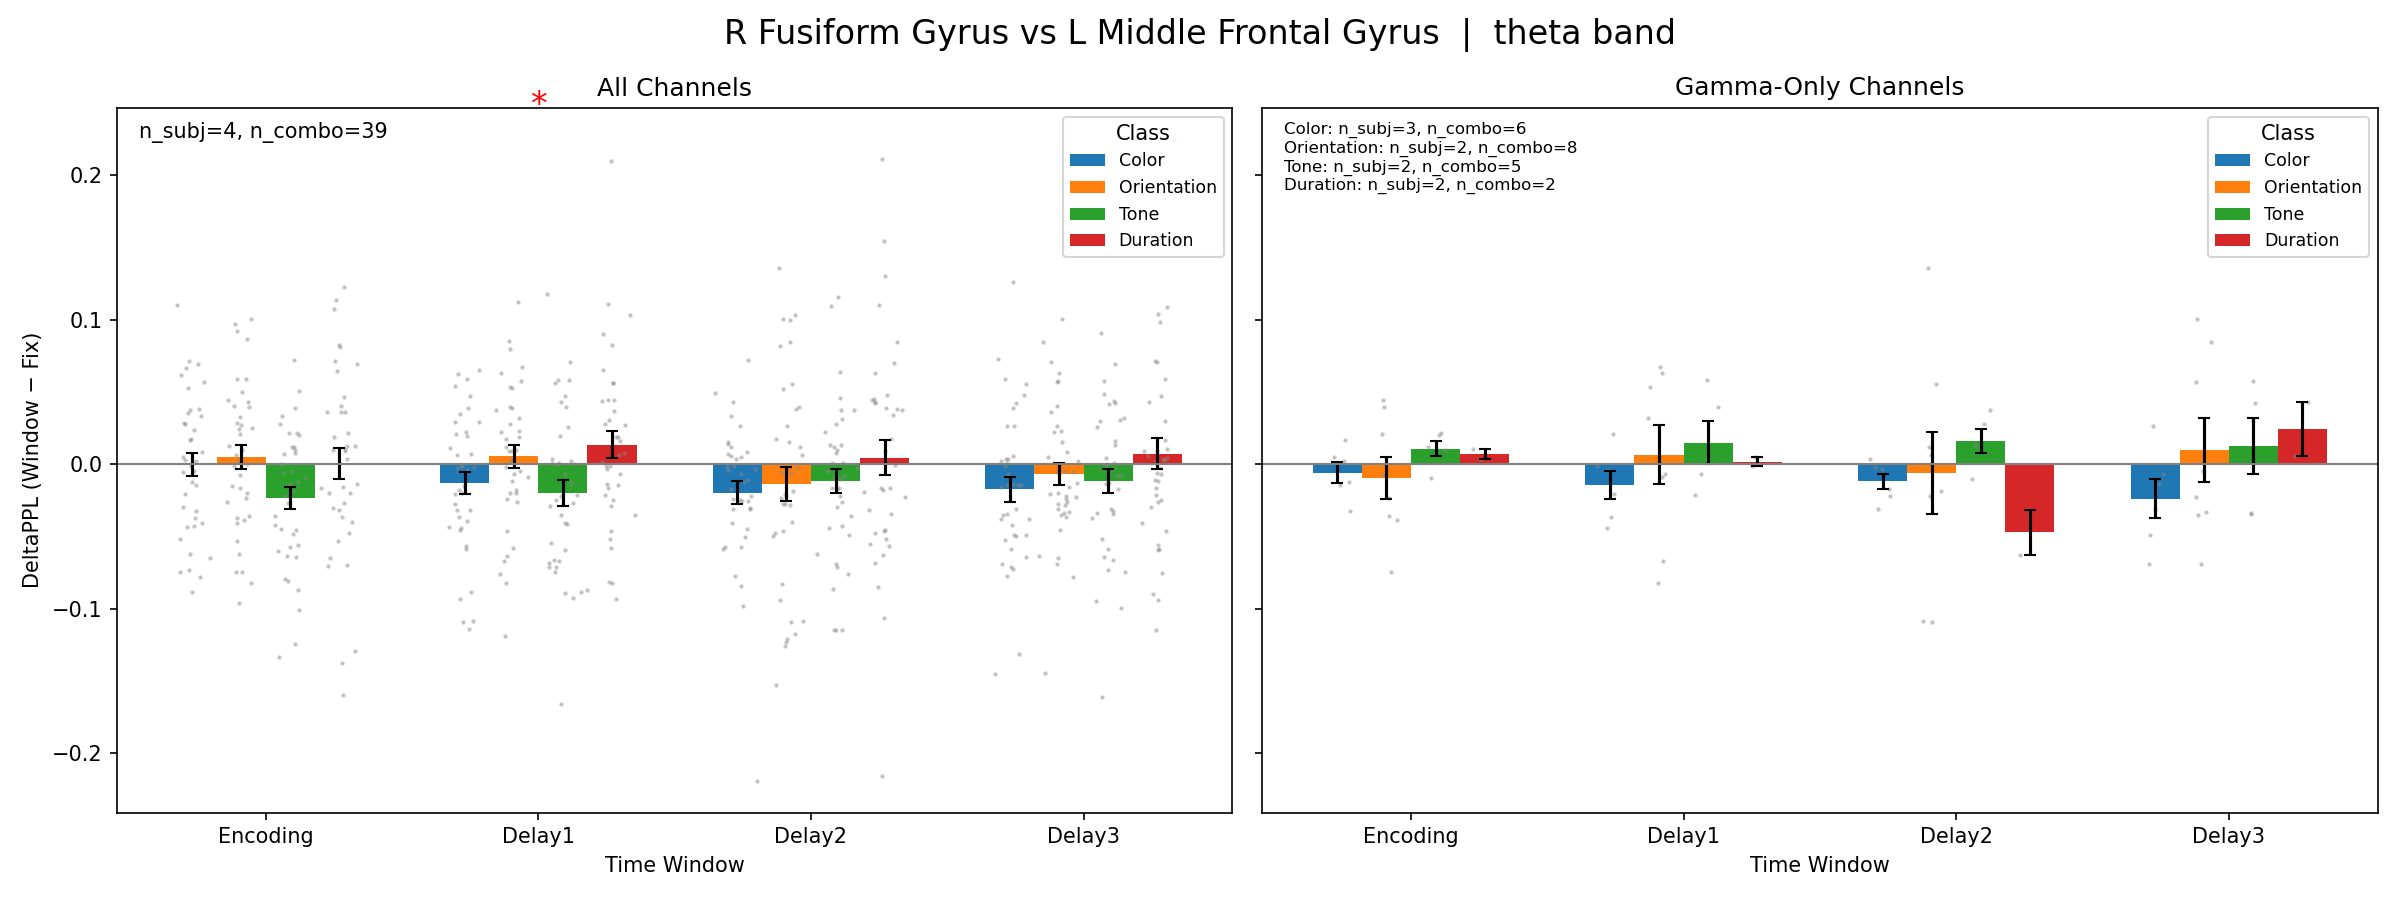 R Fusiform Gyrus vs L Middle Frontal Gyrus | theta band
All Channels
*
n_subj=4, n_combo=39
Class
Color
Orientation
Tone
Duration
DeltaPPL (Window − Fix)
0.2
0.1
0.0
−0.1
−0.2
Encoding
Delay1
Delay2
Delay3
Time Window
Gamma-Only Channels
Color: n_subj=3, n_combo=6
Orientation: n_subj=2, n_combo=8
Tone: n_subj=2, n_combo=5
Duration: n_subj=2, n_combo=2
Class
Color
Orientation
Tone
Duration
Encoding
Delay1
Delay2
Delay3
Time Window